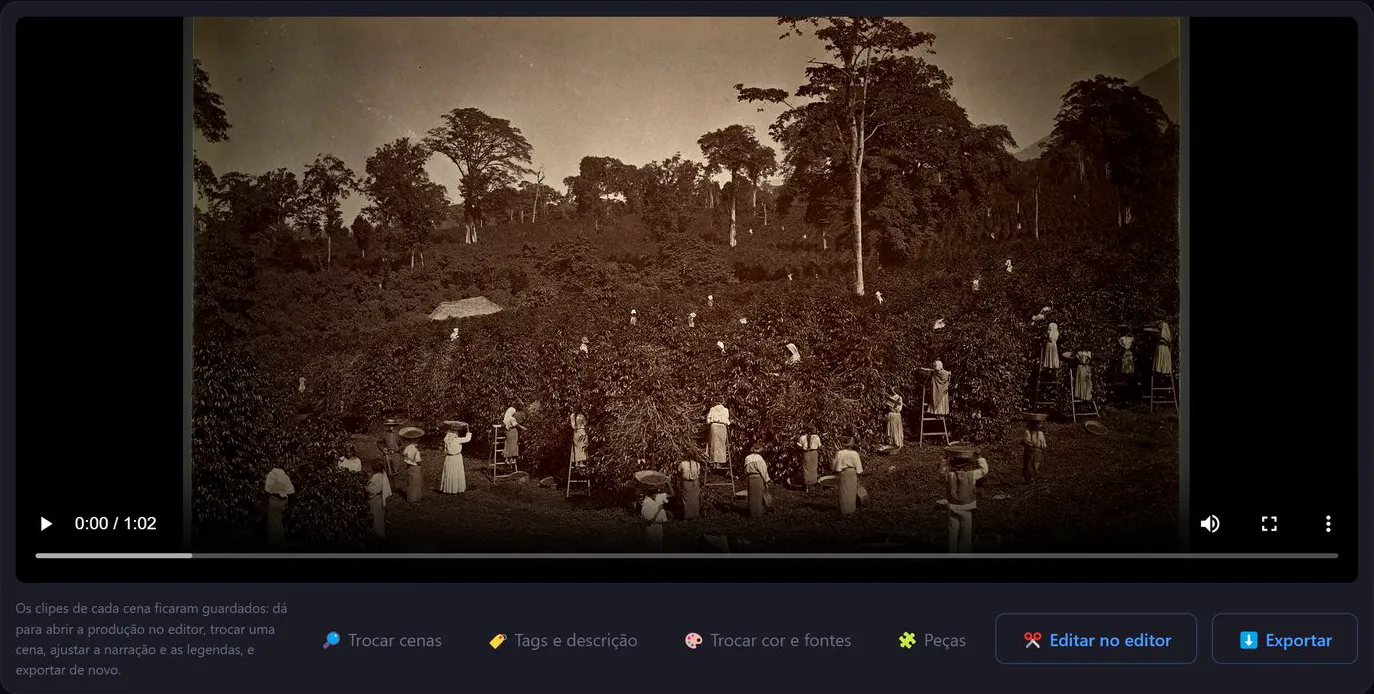 0:00 / 1:02
Os clipes de cada cena ficaram guardados: dá
para abrir a produção no editor, trocar uma
cena, ajustar a narração e as legendas, e
exportar de novo.
Trocar cenas
Tags e descrição
Trocar cor e fontes
Peças
Editar no editor
Exportar